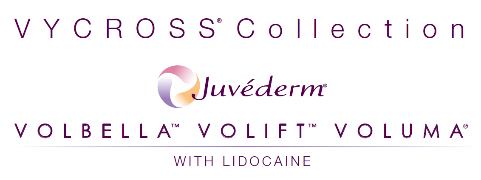 VYCROSS® Collection
Juvéderm®
VOLBELLA™ VOLIFT™ VOLUMA®
WITH LIDOCAINE